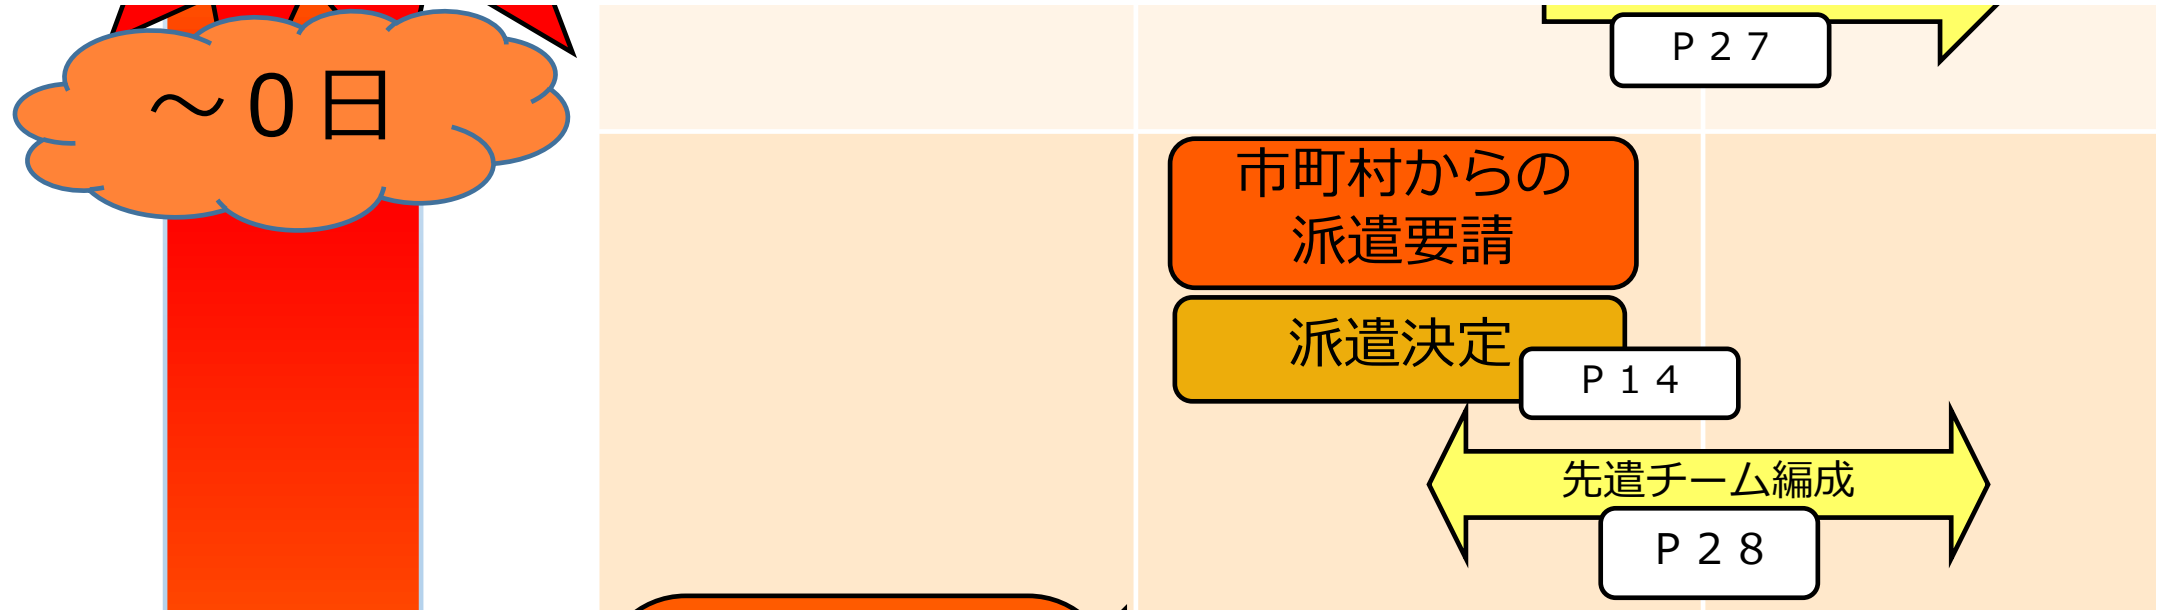 ～０日
Ｐ２７
市町村からの
派遣要請
派遣決定
Ｐ１４
先遣チーム編成
Ｐ２８